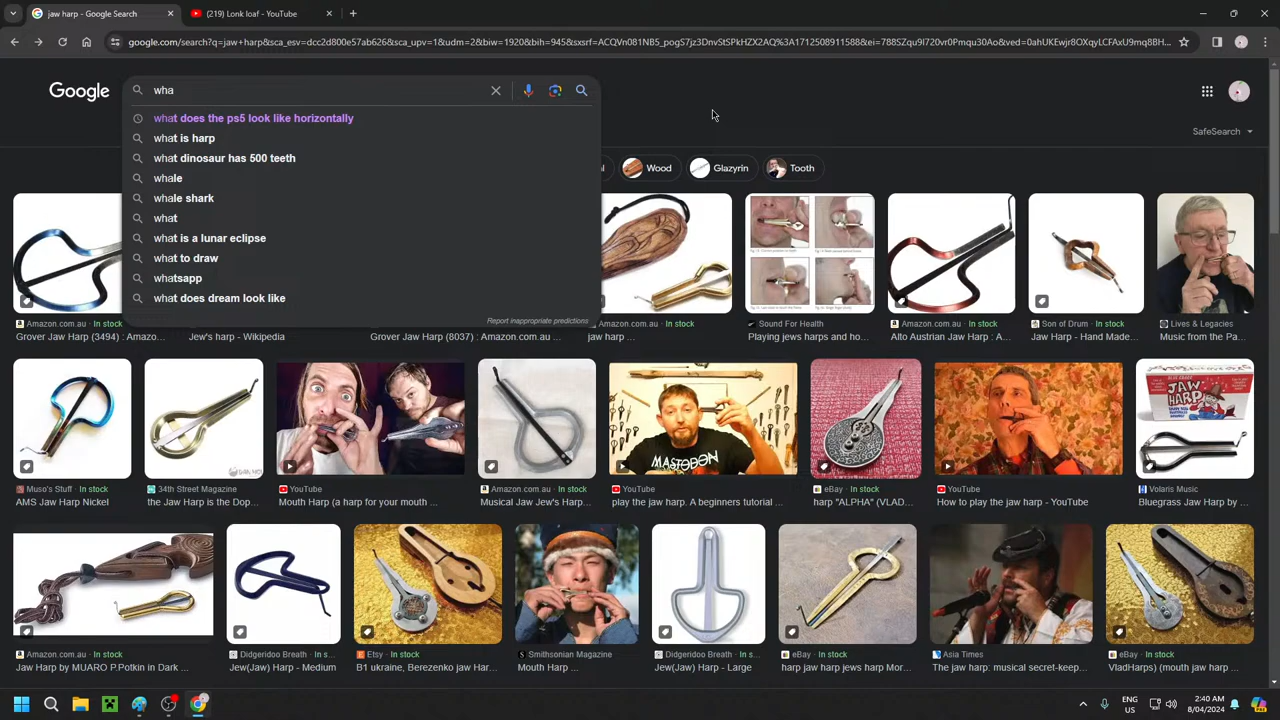 jaw harp - Google Search
(219) Lonk loaf - YouTube
google.com/search?q=jaw+harp&sca_esv=dcc2d800e57ab626&sca_upv=1&udm=2&biw=1920&bih=945&sxsrf=ACQVn081NB5_pogS7jz3DnvStSPkHZX2AQ%3A1712508911588&ei=788SZqu9I720vr0Pmqu30Ao&ved=0ahUKEwjr8OXqyLCFAxU9mq8BH...
Google
wha
what does the ps5 look like horizontally
what is harp
what dinosaur has 500 teeth
whale
whale shark
what
what is a lunar eclipse
what to draw
whatsapp
what does dream look like
Report inappropriate predictions
SafeSearch
Wood
Glazyrin
Tooth
Amazon.com.au · In stock
Grover Jaw Harp (3494) : Amazo...
Jew's harp - Wikipedia
Grover Jaw Harp (8037) : Amazon.com.au ...
Amazon.com.au · In stock
jaw harp ...
Sound For Health
Playing jews harps and ho...
Amazon.com.au · In stock
Alto Austrian Jaw Harp : A...
Son of Drum · In stock
Jaw Harp - Hand Made...
Lives & Legacies
Music from the Pa...
MASTODON
JAW HARP
Muso's Stuff · In stock
AMS Jaw Harp Nickel
34th Street Magazine
the Jaw Harp is the Dop...
YouTube
Mouth Harp (a harp for your mouth ...
Amazon.com.au · In stock
Musical Jaw Jew's Harp...
YouTube
play the jaw harp. A beginners tutorial ...
eBay · In stock
harp "ALPHA" (VLAD...
YouTube
How to play the jaw harp - YouTube
Volaris Music
Bluegrass Jaw Harp by ...
Amazon.com.au · In stock
Jaw Harp by MUARO P.Potkin in Dark ...
Didgeridoo Breath · In s...
Jew(Jaw) Harp - Medium
Etsy · In stock
B1 ukraine, Berezenko jaw Har...
Smithsonian Magazine
Mouth Harp ...
Didgeridoo Breath · In s...
Jew(Jaw) Harp - Large
eBay · In stock
harp jaw harp jews harp Mor...
Asia Times
The jaw harp: musical secret-keep...
eBay · In stock
VladHarps) (mouth jaw harp ...
ENG
US
2:40 AM
8/04/2024